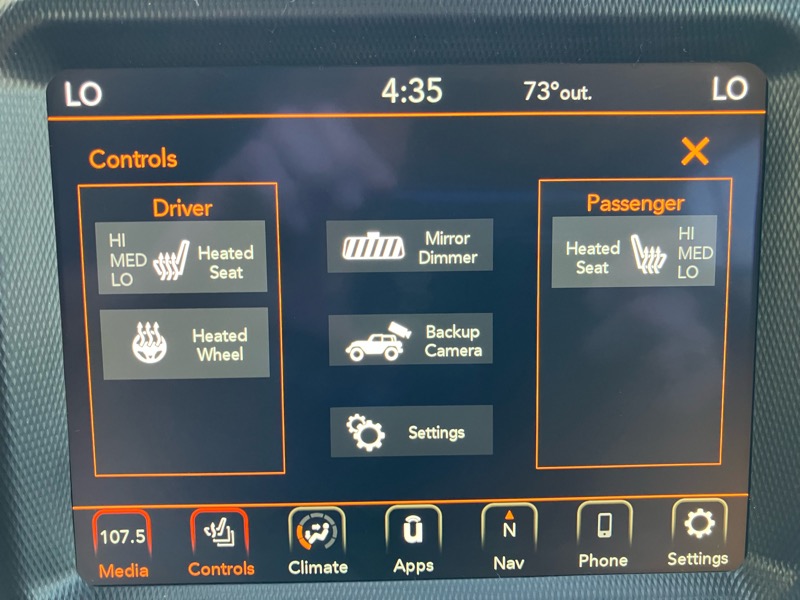 LO 4:35 73°out. LO
Controls
Driver
HI
MED
LO
Heated
Seat
Heated
Wheel
Mirror
Dimmer
Backup
Camera
Settings
Passenger
Heated
Seat
HI
MED
LO
107.5
Media
Controls
Climate
Apps
N
Nav
Phone
Settings